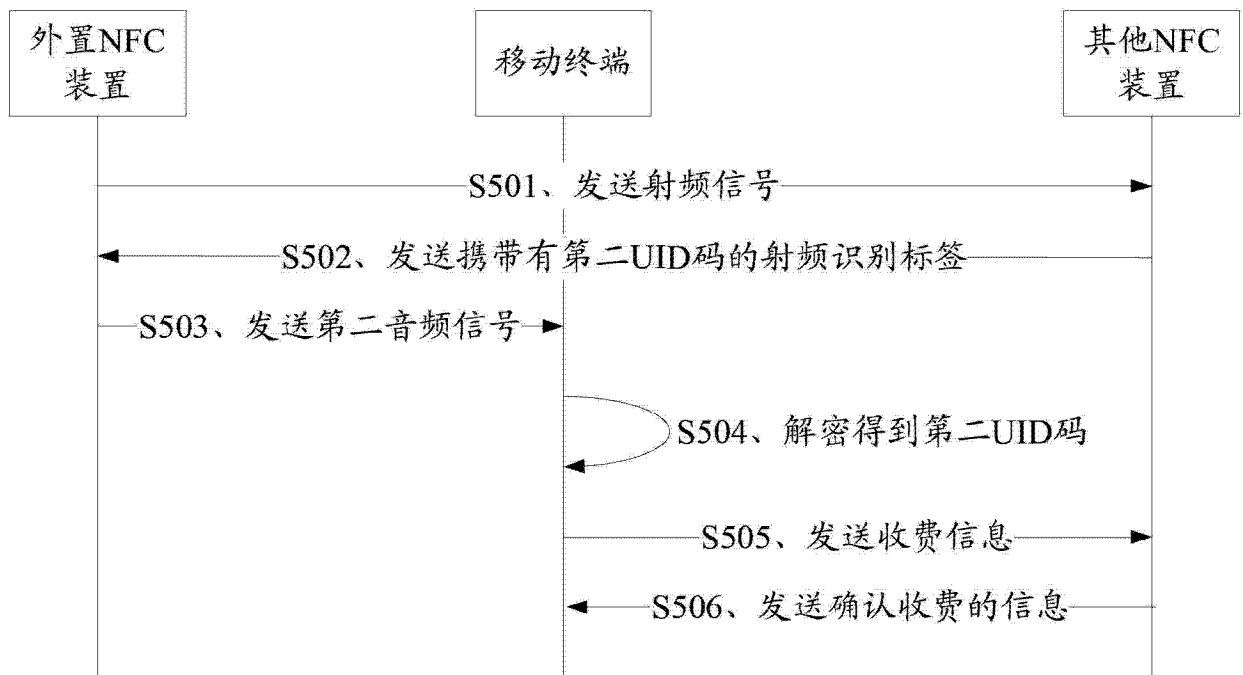 外置NFC
装置
移动终端
其他NFC
装置
S501、发送射频信号
S502、发送携带有第二UID码的射频识别标签
S503、发送第二音频信号
S504、解密得到第二UID码
S505、发送收费信息
S506、发送确认收费的信息